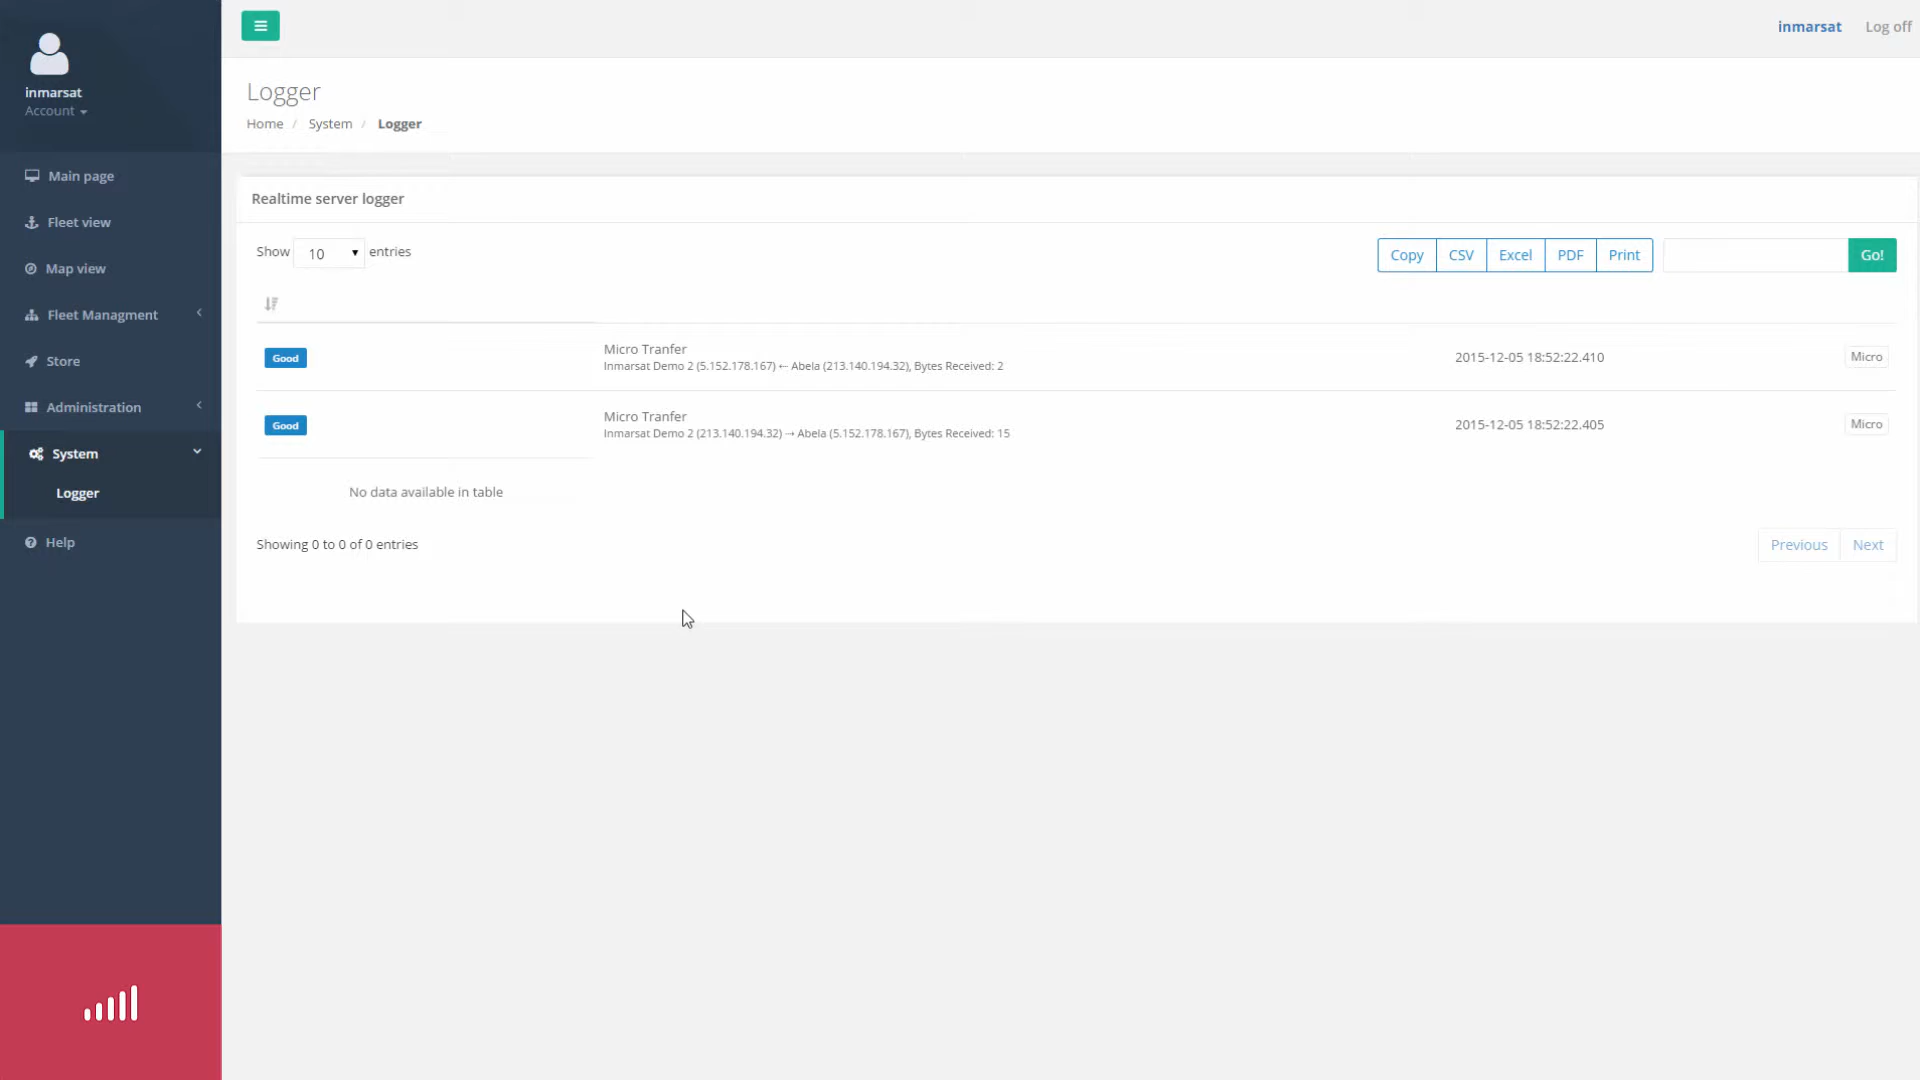 inmarsat
Account
Main page
Fleet view
Map view
Fleet Managment
Store
Administration
System
Logger
Help
inmarsat Log off
Logger
Home / System / Logger
Realtime server logger
Show 10 entries
Copy CSV Excel PDF Print Go!
Good Micro Tranfer 2015-12-05 18:52:22.410 Micro
Inmarsat Demo 2 (5.152.178.167) ← Abela (213.140.194.32), Bytes Received: 2
Good Micro Tranfer 2015-12-05 18:52:22.405 Micro
Inmarsat Demo 2 (213.140.194.32) → Abela (5.152.178.167), Bytes Received: 15
No data available in table
Showing 0 to 0 of 0 entries
Previous Next